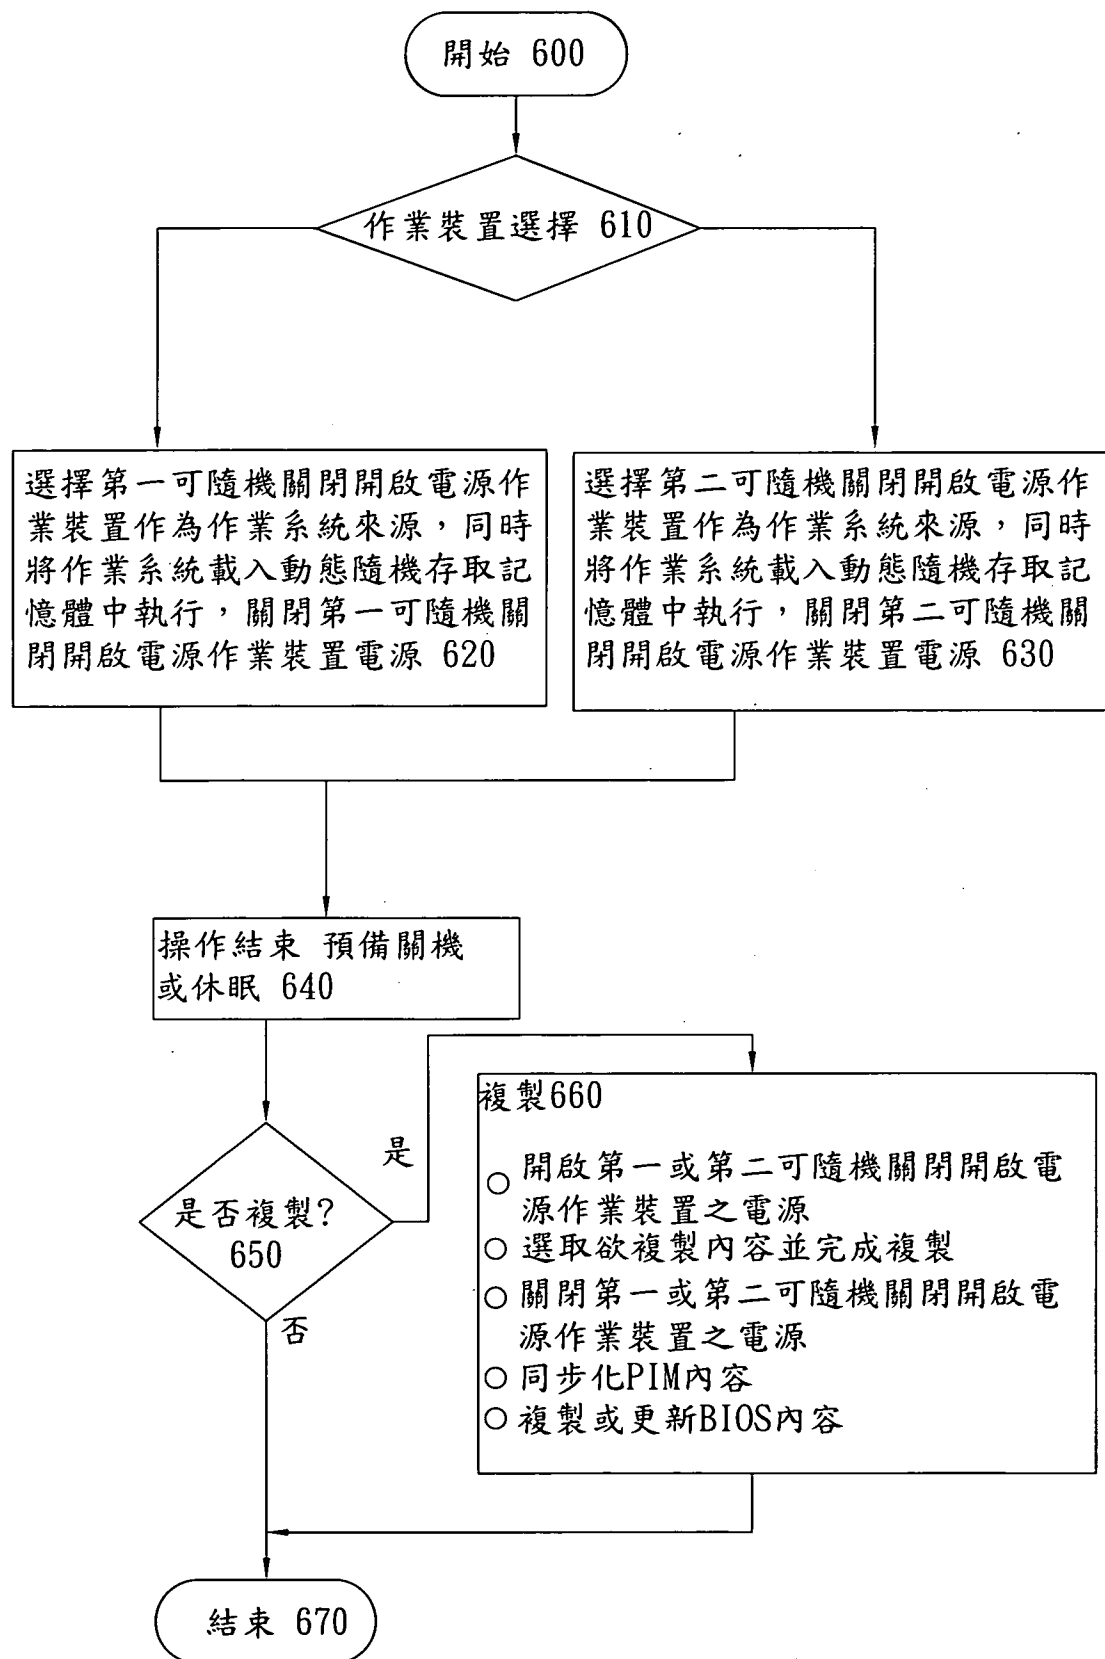 開始 600
作業裝置選擇 610
選擇第一可隨機關閉開啟電源作
業裝置作為作業系統來源，同時
將作業系統載入動態隨機存取記
憶體中執行，關閉第一可隨機關
閉開啟電源作業裝置電源 620
選擇第二可隨機關閉開啟電源作
業裝置作為作業系統來源，同時
將作業系統載入動態隨機存取記
憶體中執行，關閉第二可隨機關
閉開啟電源作業裝置電源 630
操作結束 預備關機
或休眠 640
是否複製?
650
是
否
複製660
○ 開啟第一或第二可隨機關閉開啟電
源作業裝置之電源
○ 選取欲複製內容並完成複製
○ 關閉第一或第二可隨機關閉開啟電
源作業裝置之電源
○ 同步化PIM內容
○ 複製或更新BIOS內容
結束 670